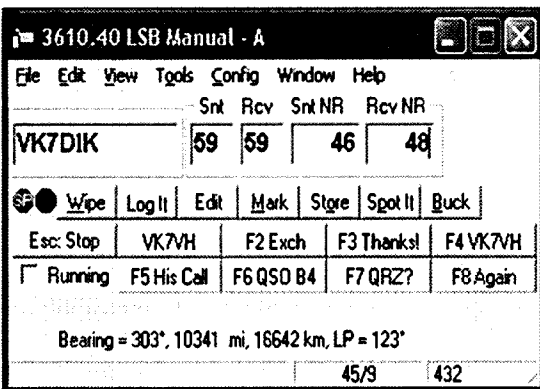 3610.40 LSB Manual - A
File Edit View Tools Config Window Help
Snt Rcv Snt NR Rcv NR
VK7DIK 59 59 46 48
SP Wipe Log It Edit Mark Store Spot It Buck
Esc: Stop VK7VH F2 Exch F3 Thanks! F4 VK7VH
Running F5 His Call F6 QSO B4 F7 QRZ? F8 Again
Bearing = 303°, 10341 mi, 16642 km, LP = 123°
45/9 432